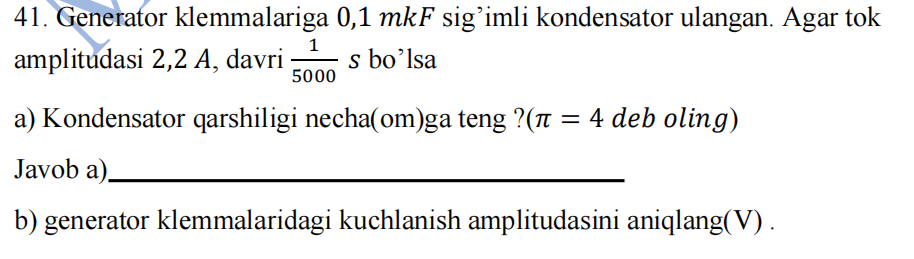 41. Generator klemmalariga 0,1 mkF sig’imli kondensator ulangan. Agar tok
amplitudasi 2,2 A, davri 1/5000 s bo’lsa
a) Kondensator qarshiligi necha(om)ga teng ?(π = 4 deb oling)
Javob a)
b) generator klemmalaridagi kuchlanish amplitudasini aniqlang(V) .